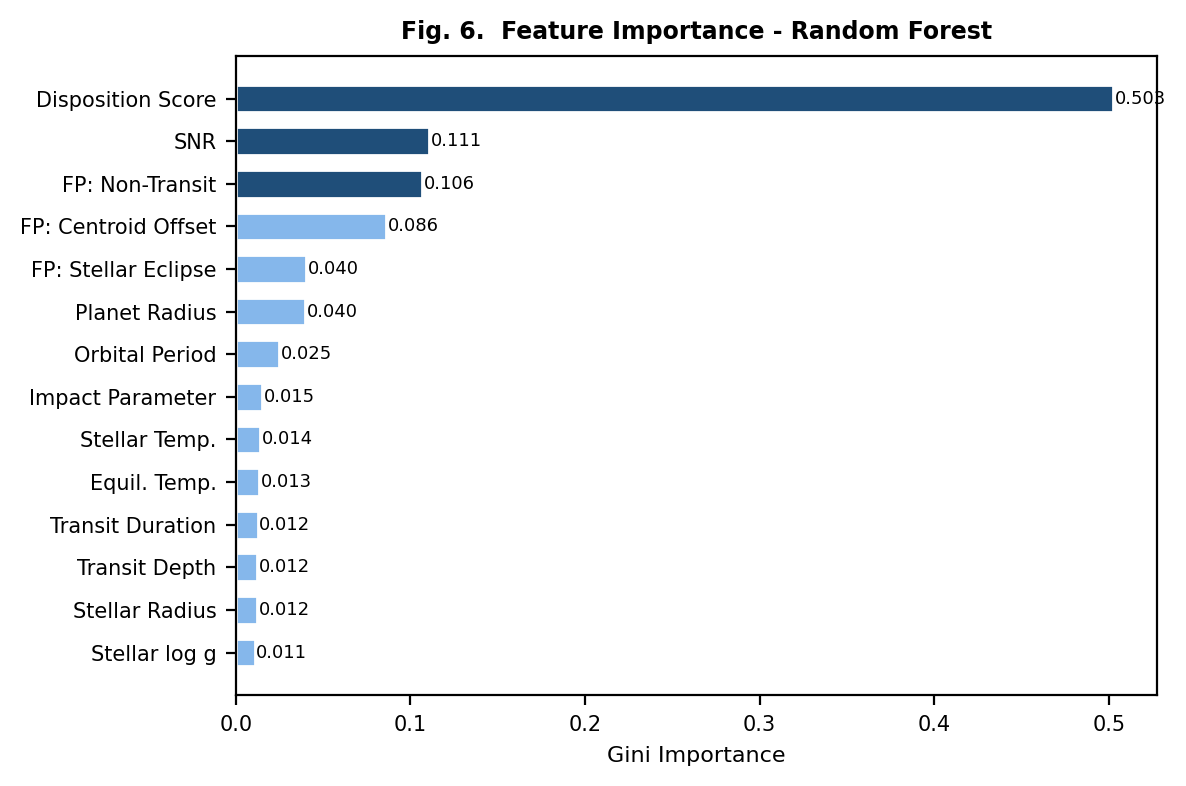 Fig. 6.  Feature Importance - Random Forest
Disposition Score 0.503
SNR 0.111
FP: Non-Transit 0.106
FP: Centroid Offset 0.086
FP: Stellar Eclipse 0.040
Planet Radius 0.040
Orbital Period 0.025
Impact Parameter 0.015
Stellar Temp. 0.014
Equil. Temp. 0.013
Transit Duration 0.012
Transit Depth 0.012
Stellar Radius 0.012
Stellar log g 0.011
0.0 0.1 0.2 0.3 0.4 0.5
Gini Importance